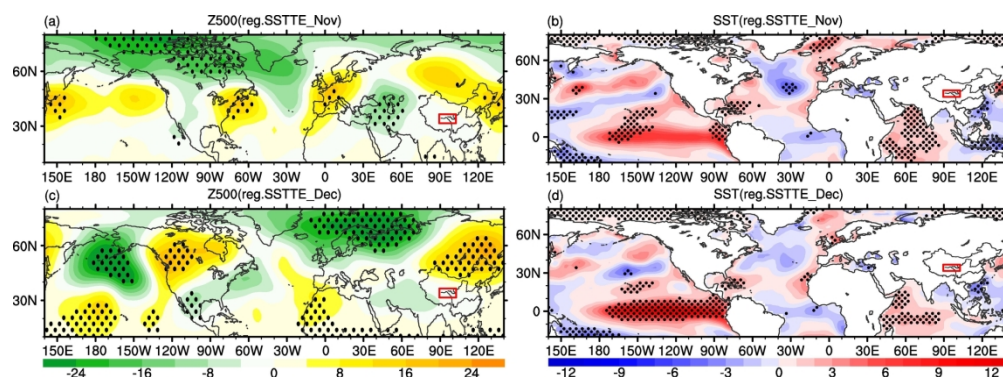 (a) Z500(reg.SSTTE_Nov)
60N
30N
150E 180 150W 120W 90W 60W 30W 0 30E 60E 90E 120E
(b) SST(reg.SSTTE_Nov)
60N
30N
0
150E 180 150W 120W 90W 60W 30W 0 30E 60E 90E 120E
(c) Z500(reg.SSTTE_Dec)
60N
30N
150E 180 150W 120W 90W 60W 30W 0 30E 60E 90E 120E
-24 -16 -8 0 8 16 24
(d) SST(reg.SSTTE_Dec)
60N
30N
0
150E 180 150W 120W 90W 60W 30W 0 30E 60E 90E 120E
-12 -9 -6 -3 0 3 6 9 12